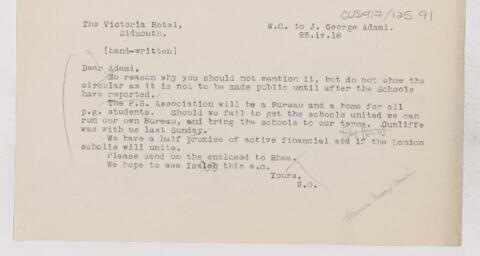 CUS417/125.91
The Victoria Hotel, W.O. to J. George Adami.
Sidmouth. 25.iv.18
[hand-written]
Dear Adami,
No reason why you should not mention it, but do not show the
circular as it is not to be made public until after the Schools
have reported.
The F.S. Association will be a Bureau and a home for all
p.g. students. Should we fail to get the schools united we can
run our own Bureau, and bring the schools to our terms. Cunliffe
was with us last Sunday.
We have a half promise of active financial aid if the London
scholls will unite.
Please send on the enclosed to Rhea.
We hope to see this a.m.
Yours,
W.O.